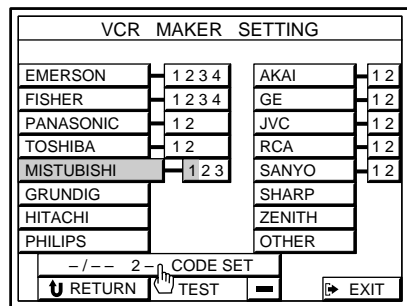 VCR MAKER SETTING
EMERSON 1 2 3 4 AKAI 1 2
FISHER 1 2 3 4 GE 1 2
PANASONIC 1 2 JVC 1 2
TOSHIBA 1 2 RCA 1 2
MISTUBISHI 1 2 3 SANYO 1 2
GRUNDIG SHARP
HITACHI ZENITH
PHILIPS OTHER
–/–– 2– CODE SET
RETURN TEST EXIT